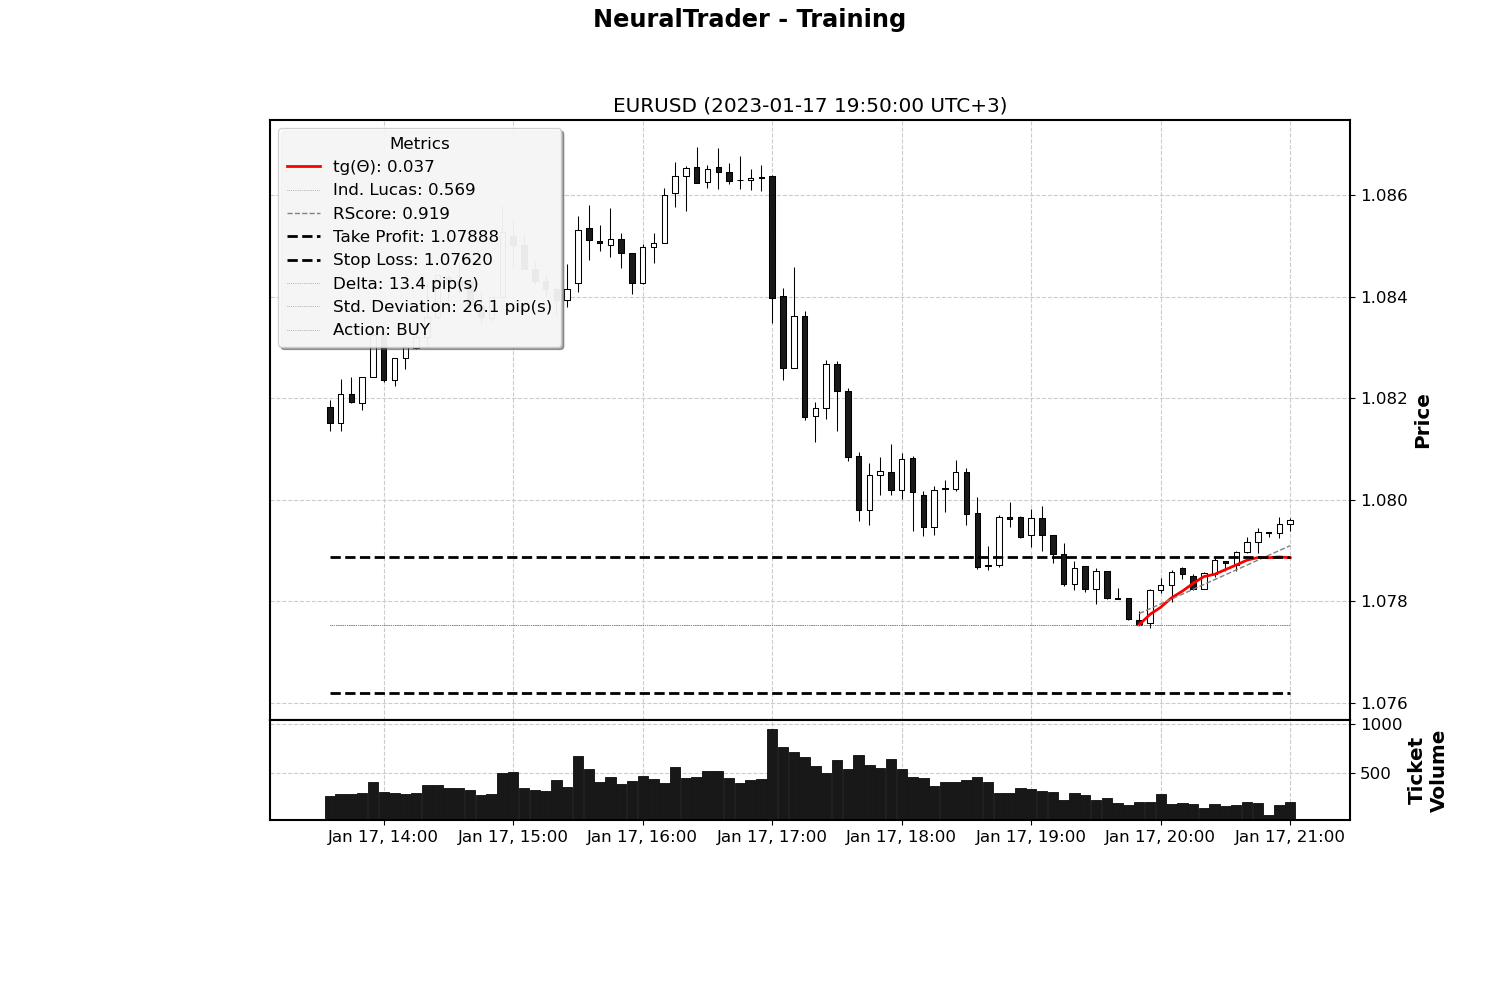 NeuralTrader - Training
EURUSD (2023-01-17 19:50:00 UTC+3)
Metrics
tg(Θ): 0.037
Ind. Lucas: 0.569
RScore: 0.919
Take Profit: 1.07888
Stop Loss: 1.07620
Delta: 13.4 pip(s)
Std. Deviation: 26.1 pip(s)
Action: BUY
1.086
1.084
1.082
1.080
1.078
1.076
Price
1000
500
Ticket
Volume
Jan 17, 14:00
Jan 17, 15:00
Jan 17, 16:00
Jan 17, 17:00
Jan 17, 18:00
Jan 17, 19:00
Jan 17, 20:00
Jan 17, 21:00